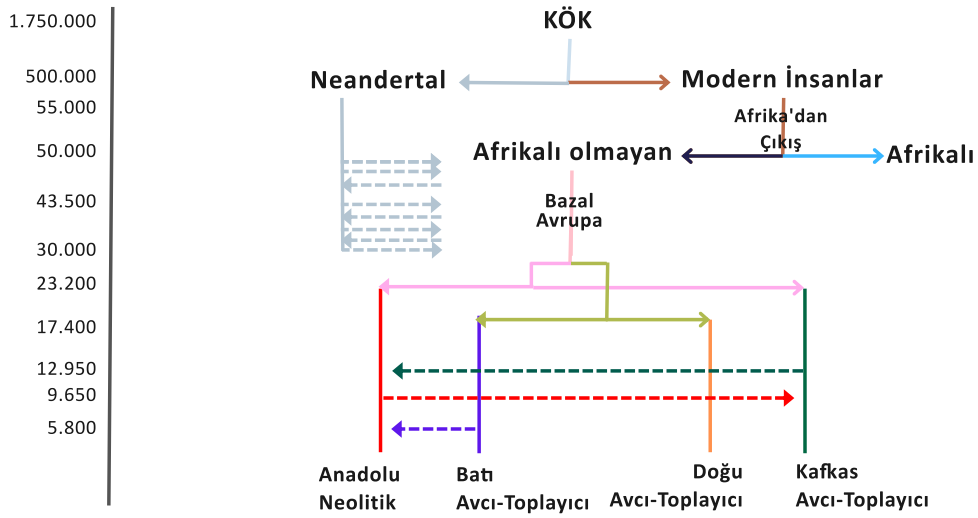 1.750.000
KÖK
500.000
Neandertal
Modern İnsanlar
55.000
Afrika'dan
Çıkış
50.000
Afrikalı olmayan
Afrikalı
43.500
Bazal
Avrupa
30.000
23.200
17.400
12.950
9.650
5.800
Anadolu
Neolitik
Batı
Avcı-Toplayıcı
Doğu
Avcı-Toplayıcı
Kafkas
Avcı-Toplayıcı